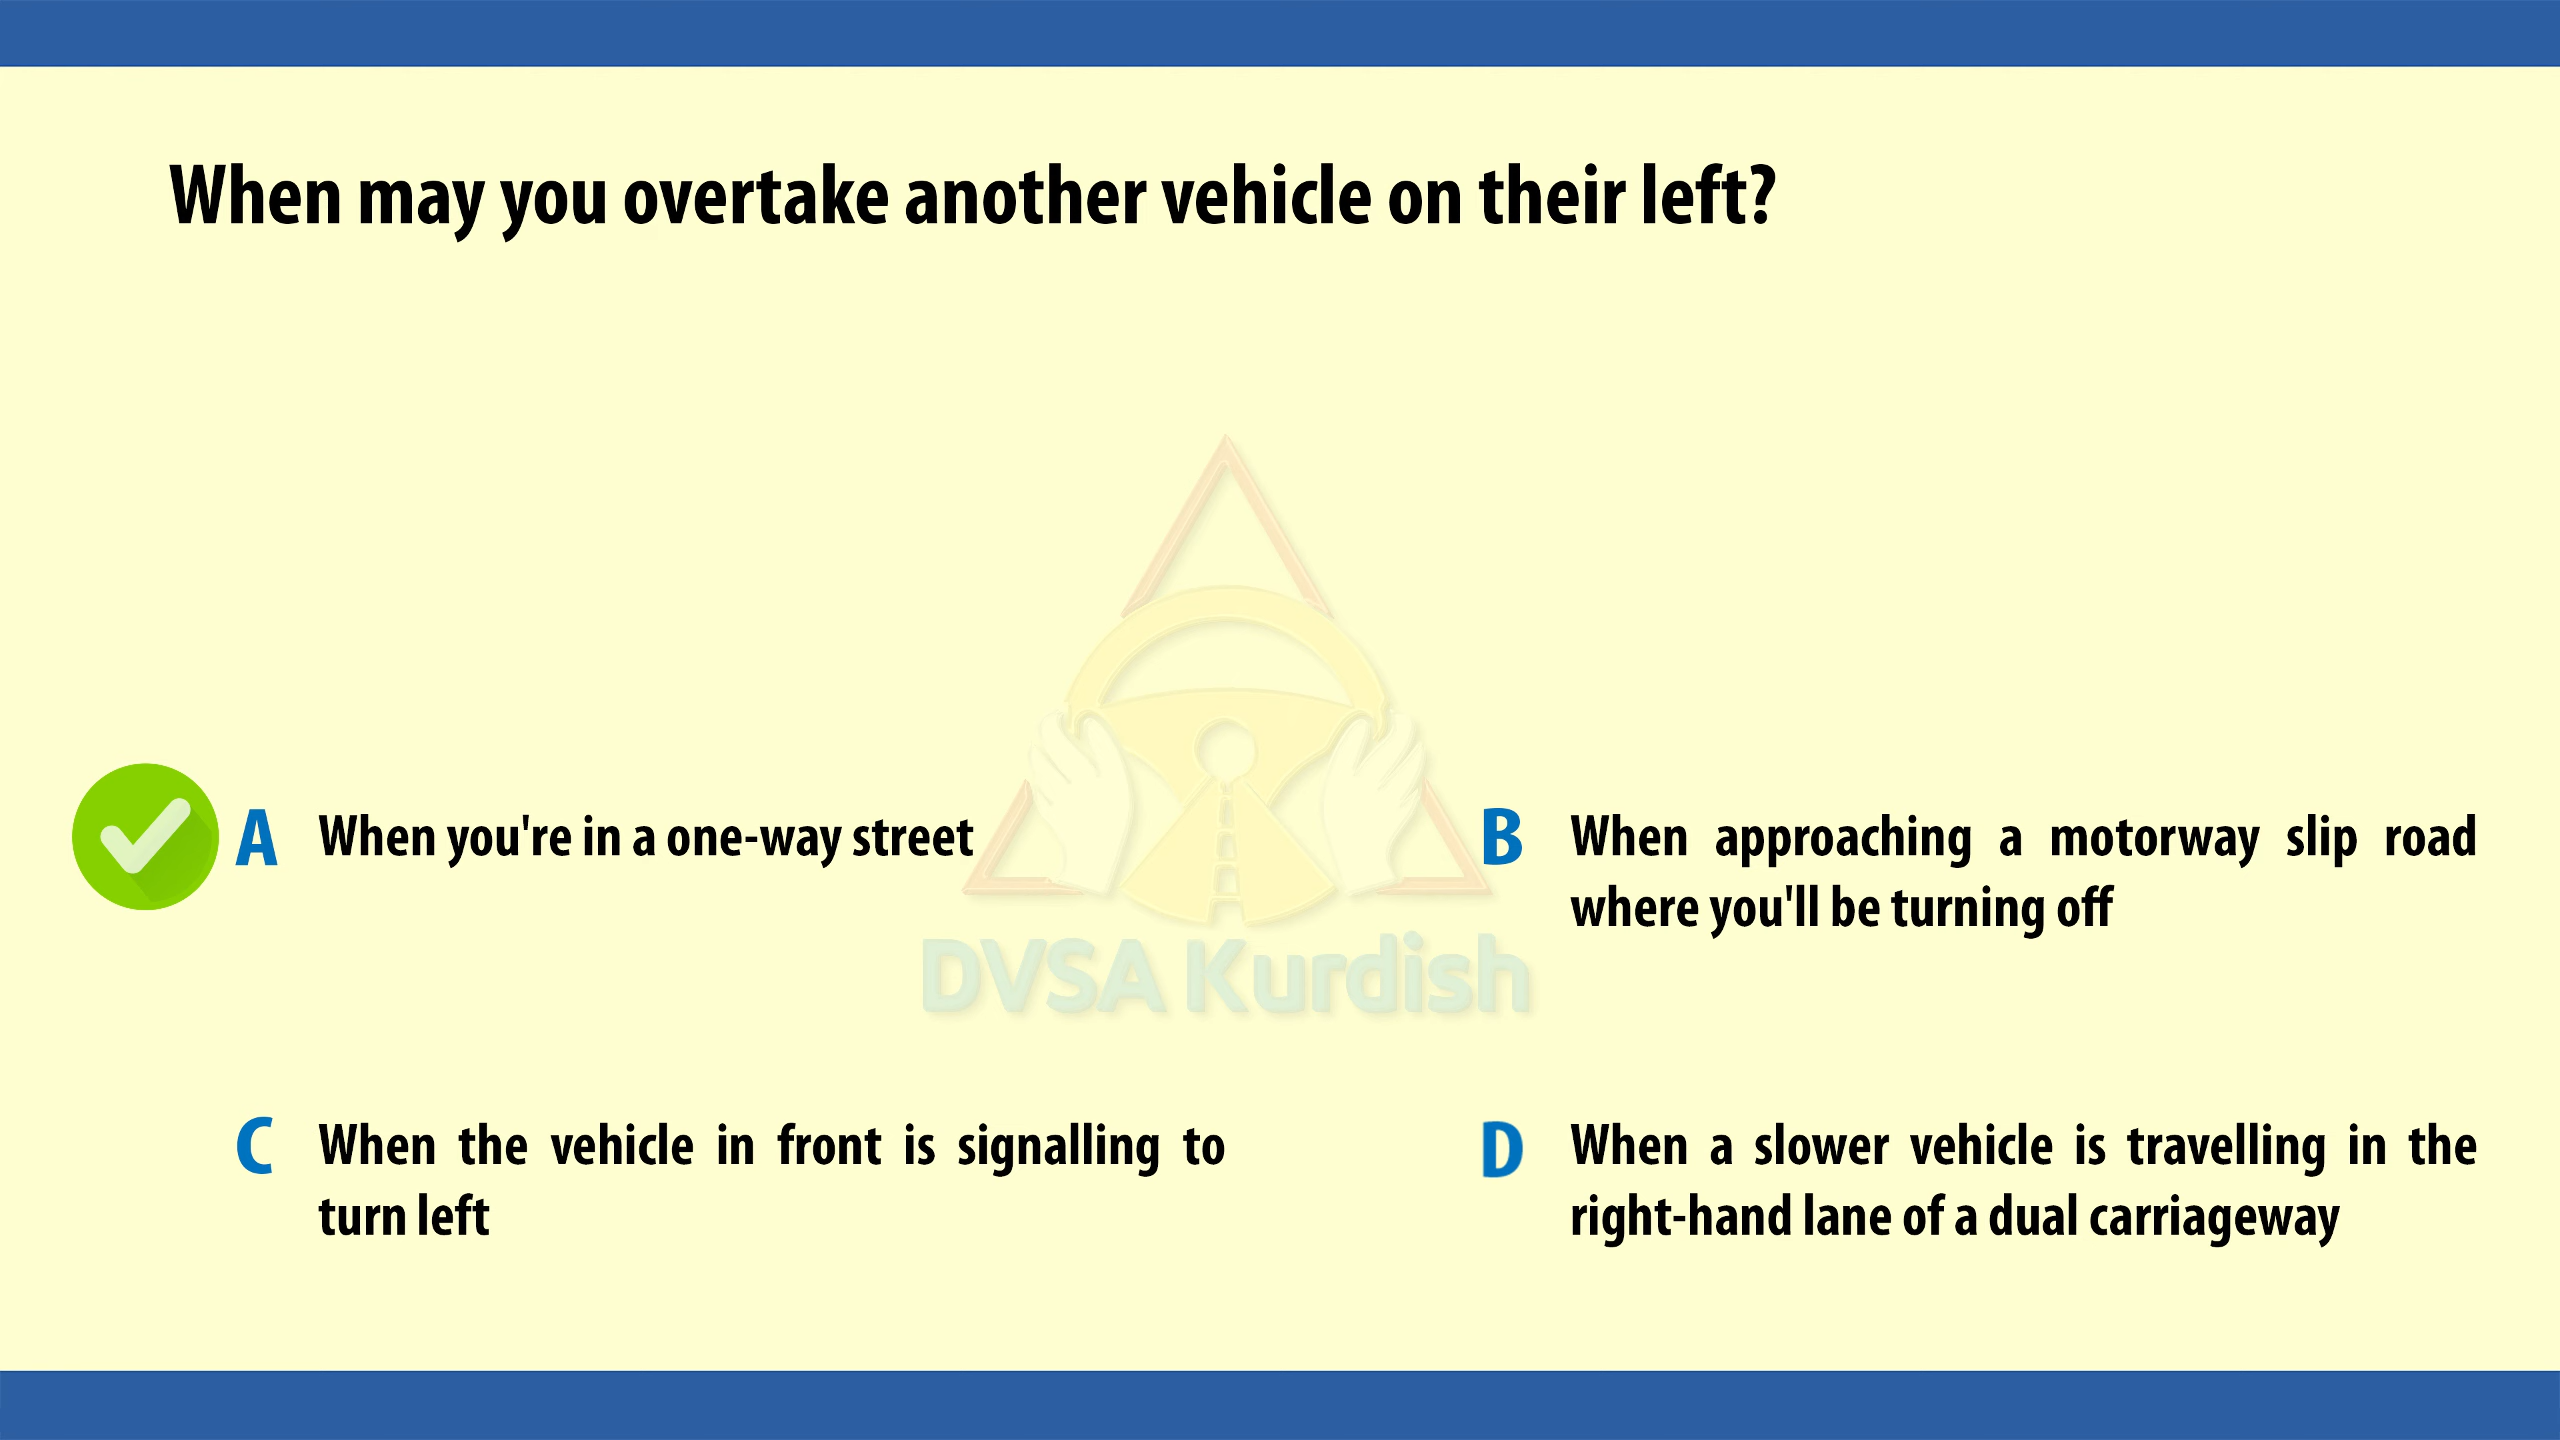 When may you overtake another vehicle on their left?
A When you're in a one-way street
B When approaching a motorway slip road
where you'll be turning off
DVSA Kurdish
C When the vehicle in front is signalling to
turn left
D When a slower vehicle is travelling in the
right-hand lane of a dual carriageway